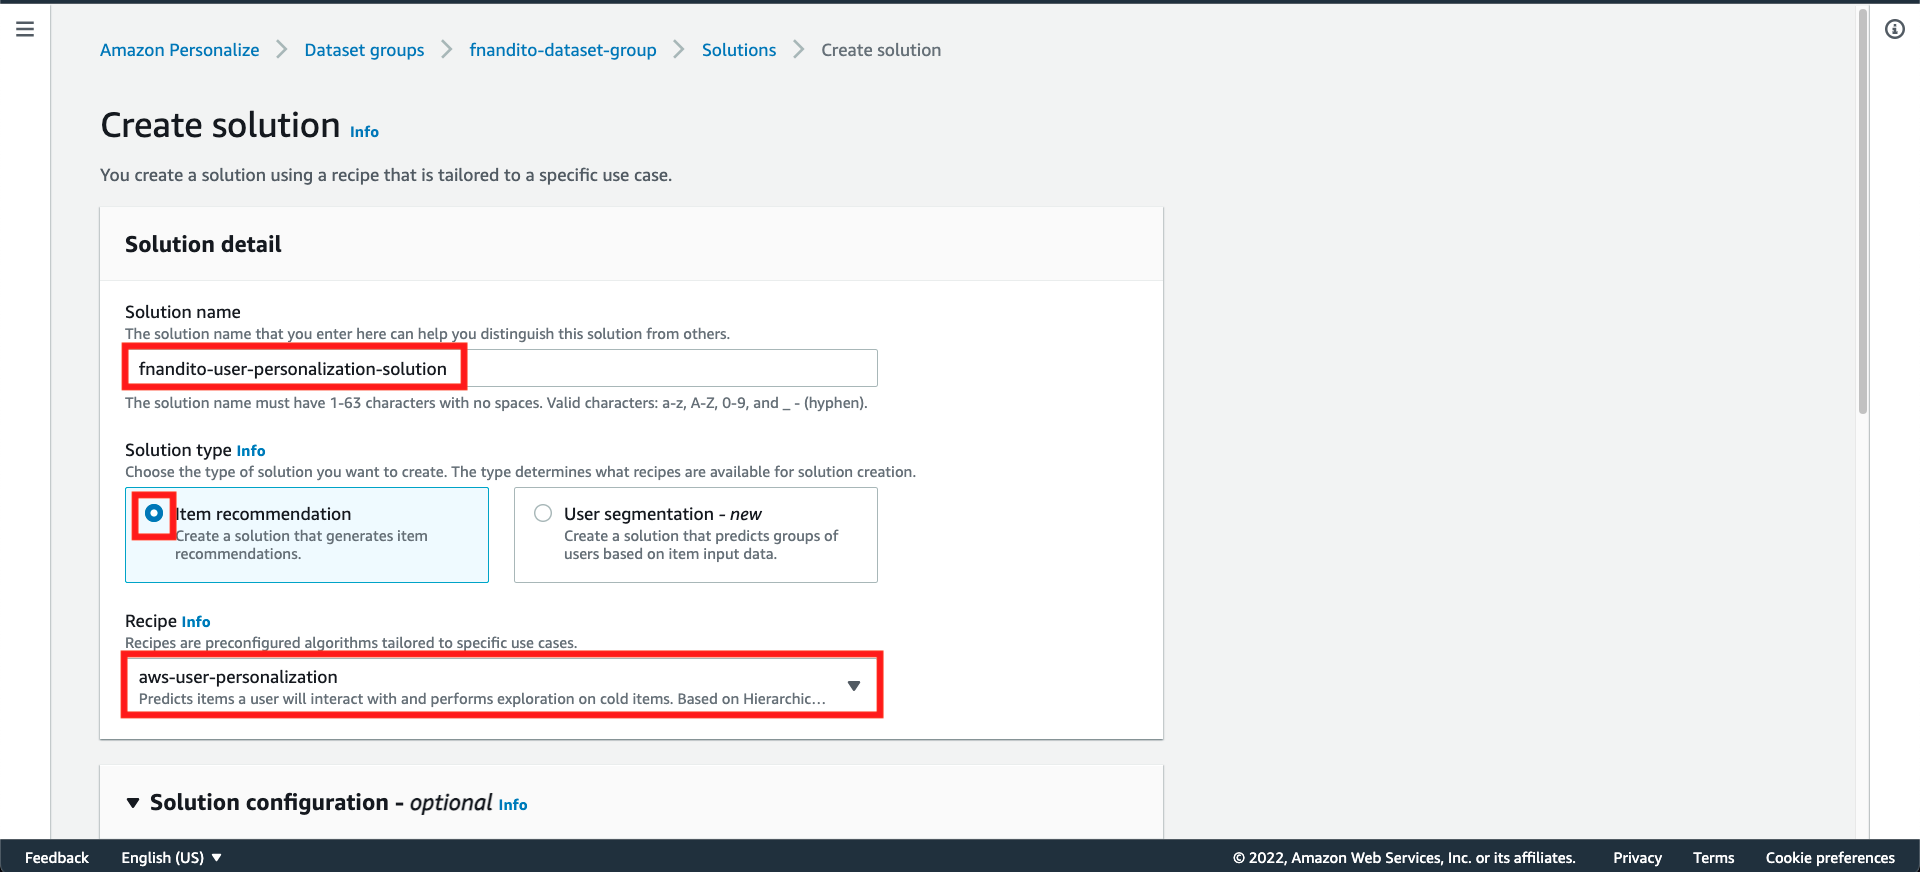 Amazon Personalize > Dataset groups > fnandito-dataset-group > Solutions > Create solution
Create solution Info
You create a solution using a recipe that is tailored to a specific use case.
Solution detail
Solution name
The solution name that you enter here can help you distinguish this solution from others.
fnandito-user-personalization-solution
The solution name must have 1-63 characters with no spaces. Valid characters: a-z, A-Z, 0-9, and _ - (hyphen).
Solution type Info
Choose the type of solution you want to create. The type determines what recipes are available for solution creation.
Item recommendation
Create a solution that generates item
recommendations.
User segmentation - new
Create a solution that predicts groups of
users based on item input data.
Recipe Info
Recipes are preconfigured algorithms tailored to specific use cases.
aws-user-personalization
Predicts items a user will interact with and performs exploration on cold items. Based on Hierarchic...
Solution configuration - optional Info
Feedback English (US) © 2022, Amazon Web Services, Inc. or its affiliates. Privacy Terms Cookie preferences